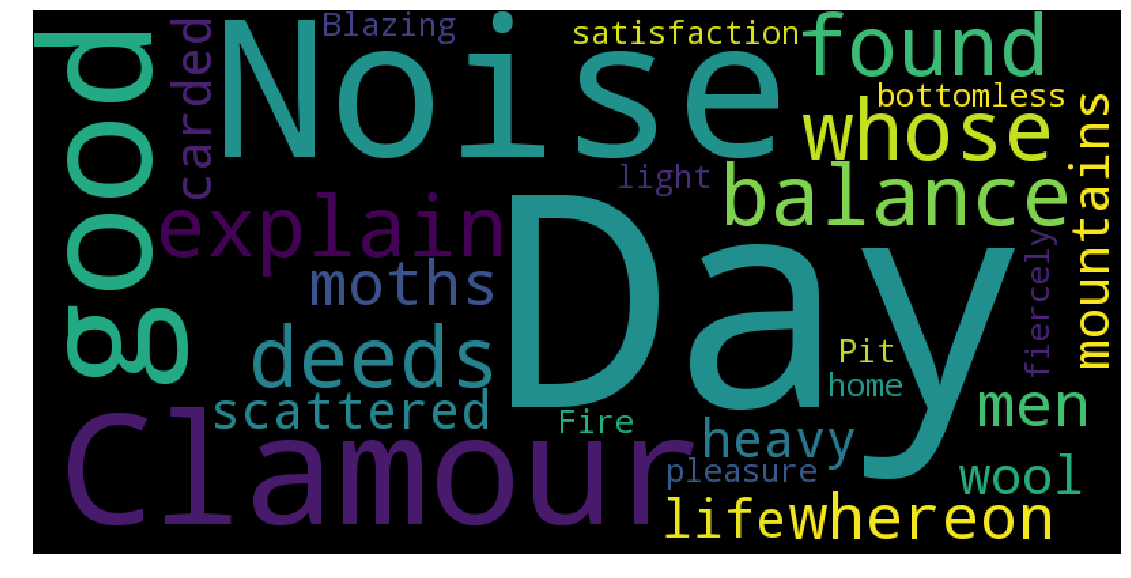 good
carded
Noise
Blazing
satisfaction
found
bottomless
whose
mountains
light
balance
explain
moths
Day
fiercely
deeds
Pit
home
scattered
Fire
men
Clamour
heavy
pleasure
wool
life
whereon